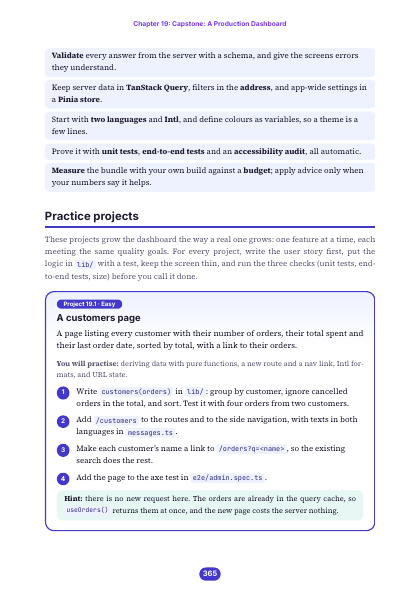 Chapter 19: Capstone: A Production Dashboard
Validate every answer from the server with a schema, and give the screens errors
they understand.
Keep server data in TanStack Query, filters in the address, and app-wide settings in
a Pinia store.
Start with two languages and Intl, and define colours as variables, so a theme is a
few lines.
Prove it with unit tests, end-to-end tests and an accessibility audit, all automatic.
Measure the bundle with your own build against a budget; apply advice only when
your numbers say it helps.
Practice projects
These projects grow the dashboard the way a real one grows: one feature at a time, each
meeting the same quality goals. For every project, write the user story first, put the
logic in lib/ with a test, keep the screen thin, and run the three checks (unit tests, end-
to-end tests, size) before you call it done.
Project 19.1 · Easy
A customers page
A page listing every customer with their number of orders, their total spent and
their last order date, sorted by total, with a link to their orders.
You will practise: deriving data with pure functions, a new route and a nav link, Intl for-
mats, and URL state.
1 Write customers(orders) in lib/: group by customer, ignore cancelled
orders in the total, and sort. Test it with four orders from two customers.
2 Add /customers to the routes and to the side navigation, with texts in both
languages in messages.ts.
3 Make each customer's name a link to /orders?q=<name>, so the existing
search does the rest.
4 Add the page to the axe test in e2e/admin.spec.ts.
Hint: there is no new request here. The orders are already in the query cache, so
useOrders() returns them at once, and the new page costs the server nothing.
365